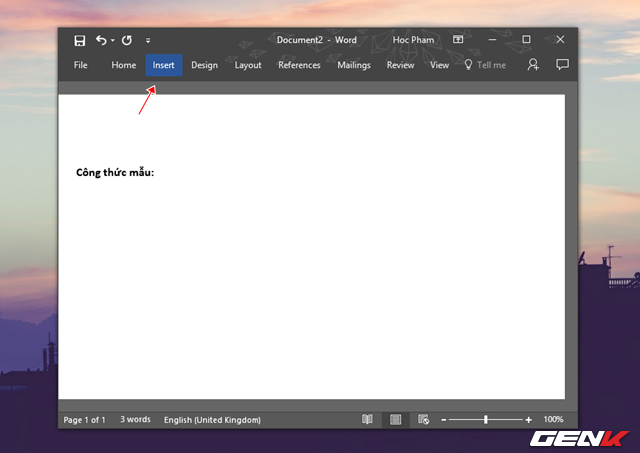 Document2 - Word
Hoc Pham
File Home Insert Design Layout References Mailings Review View Tell me
Công thức mẫu:
Page 1 of 1 3 words English (United Kingdom) 100%
GENK